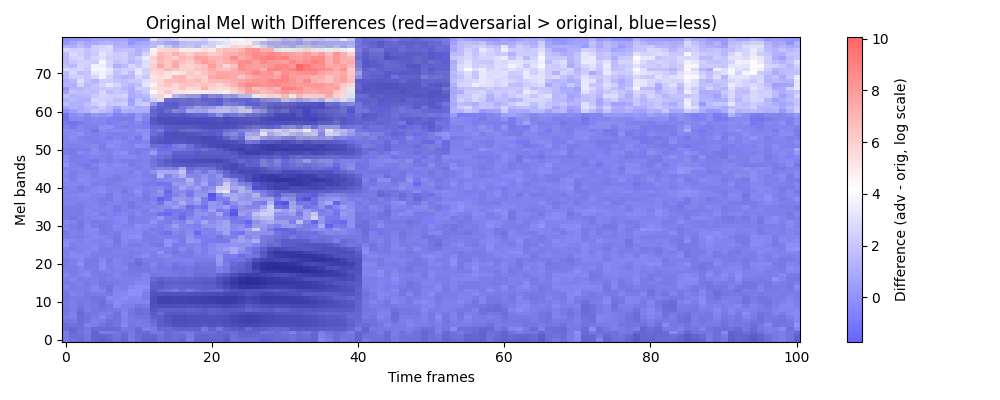 Original Mel with Differences (red=adversarial > original, blue=less)
Mel bands
70
60
50
40
30
20
10
0
0 20 40 60 80 100
Time frames
10
8
6
4
2
0
Difference (adv - orig, log scale)